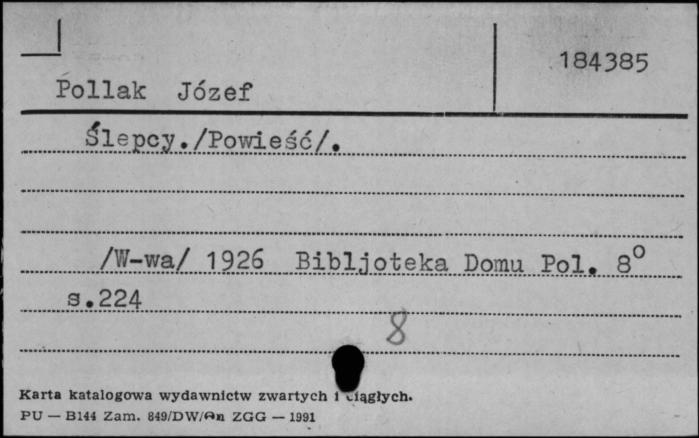 184385
Pollak Józef
Ślepcy./Powieść/.
/W-wa/ 1926 Bibljoteka Domu Pol. 8°
s.224
8
Karta katalogowa wydawnictw zwartych i ciągłych.
PU — B144 Zam. 849/DW/ ZGG — 1991